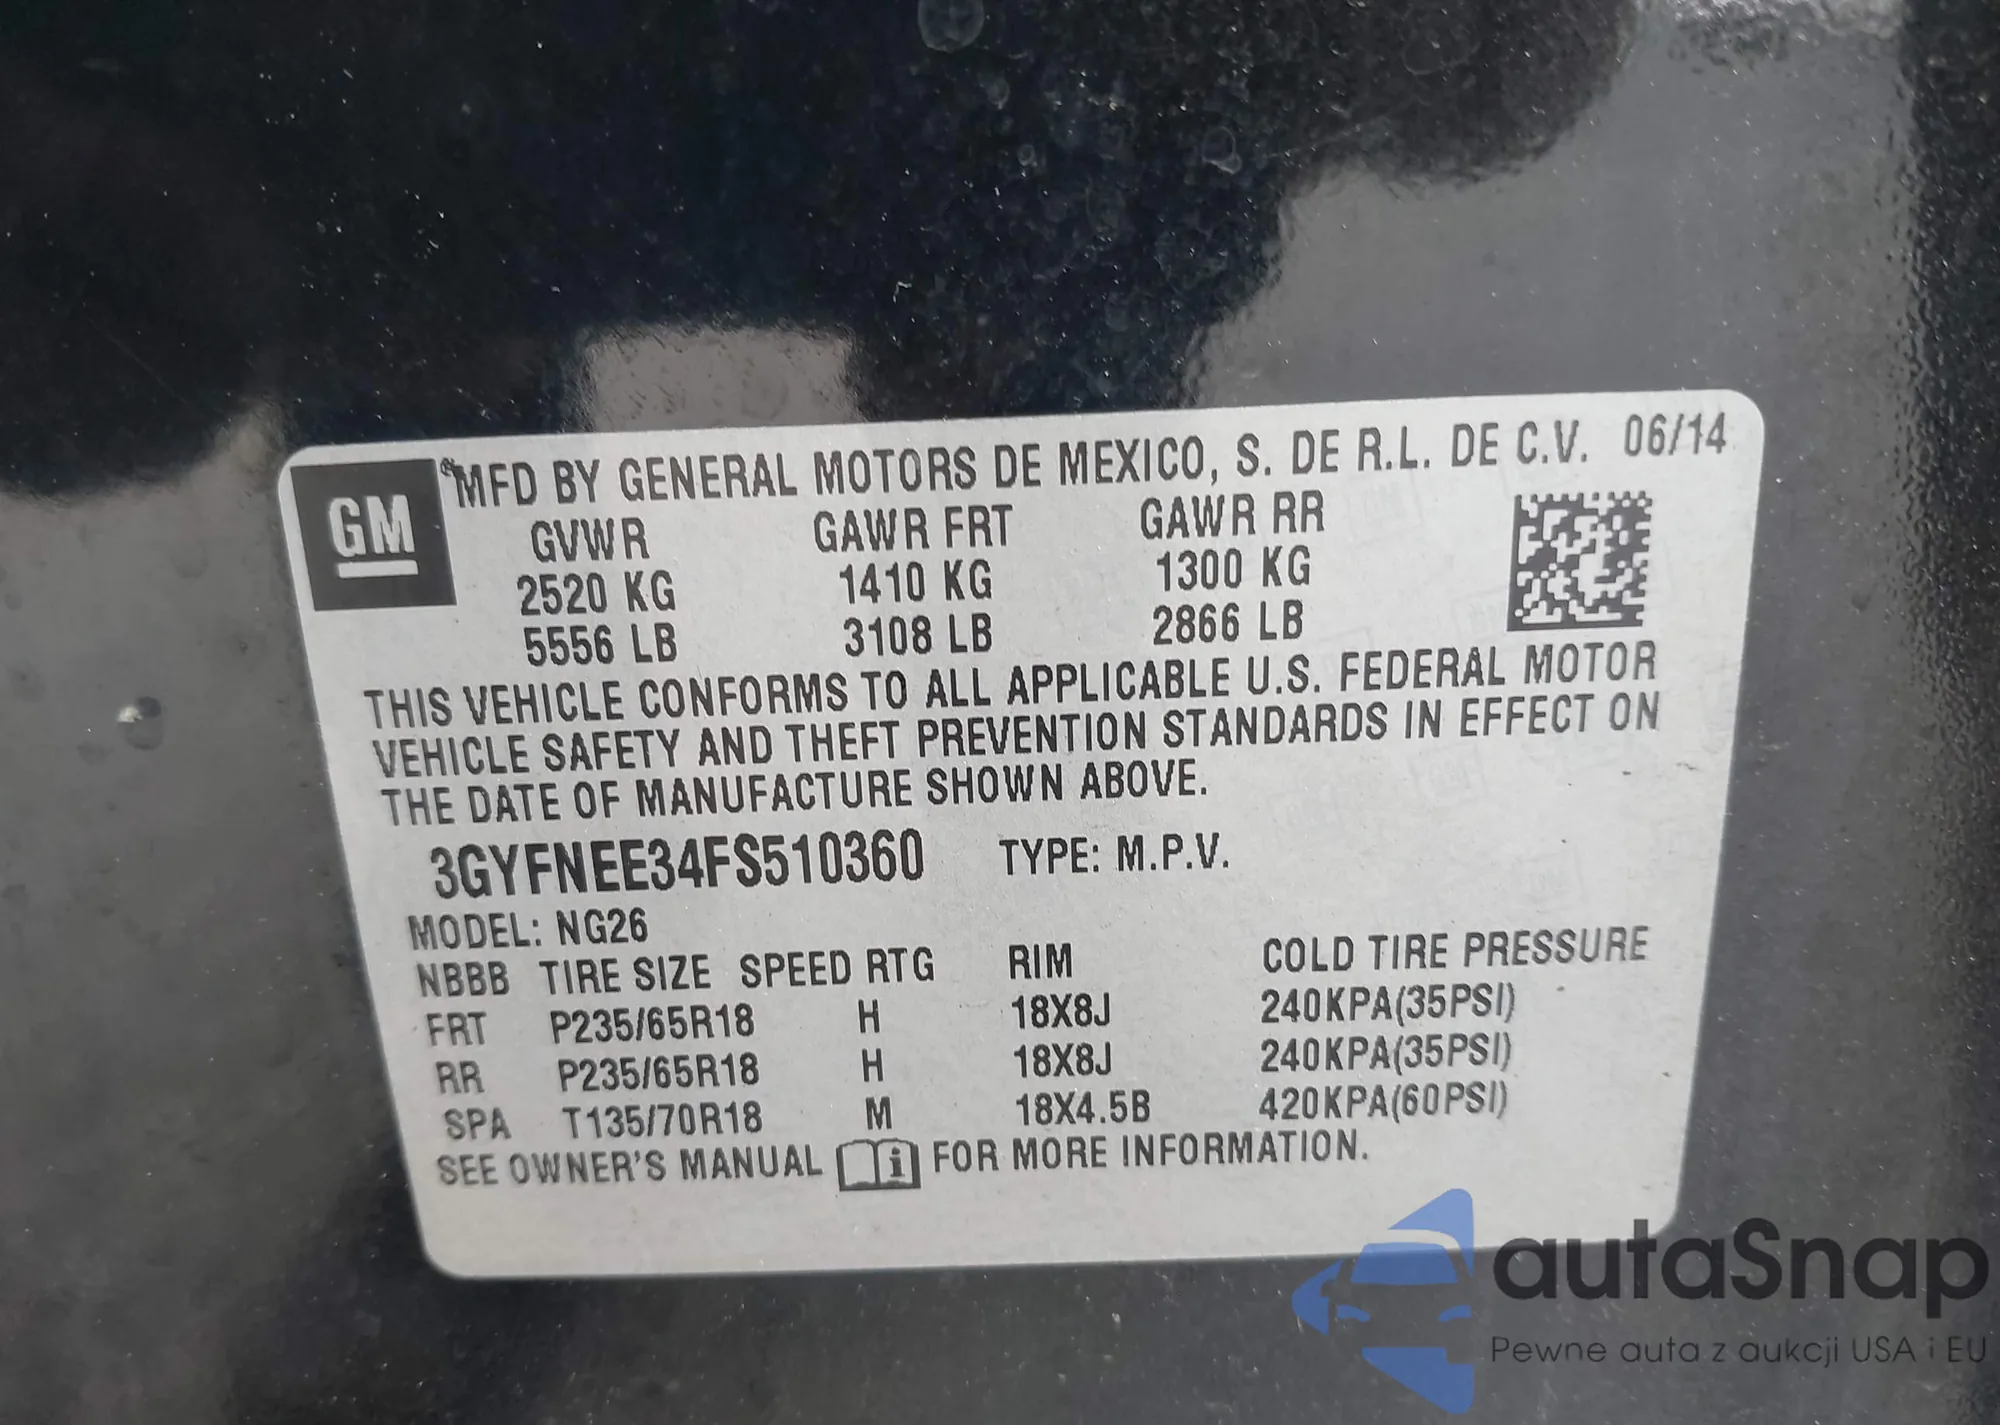 GM
MFD BY GENERAL MOTORS DE MEXICO, S. DE R.L. DE C.V. 06/14
GVWR GAWR FRT GAWR RR
2520 KG 1410 KG 1300 KG
5556 LB 3108 LB 2866 LB
THIS VEHICLE CONFORMS TO ALL APPLICABLE U.S. FEDERAL MOTOR
VEHICLE SAFETY AND THEFT PREVENTION STANDARDS IN EFFECT ON
THE DATE OF MANUFACTURE SHOWN ABOVE.
3GYFNEE34FS510360 TYPE: M.P.V.
MODEL: NG26
NBBB TIRE SIZE SPEED RTG RIM COLD TIRE PRESSURE
FRT P235/65R18 H 18X8J 240KPA(35PSI)
RR P235/65R18 H 18X8J 240KPA(35PSI)
SPA T135/70R18 M 18X4.5B 420KPA(60PSI)
SEE OWNER'S MANUAL i FOR MORE INFORMATION.
autaSnap
Pewne auta z aukcji USA i EU